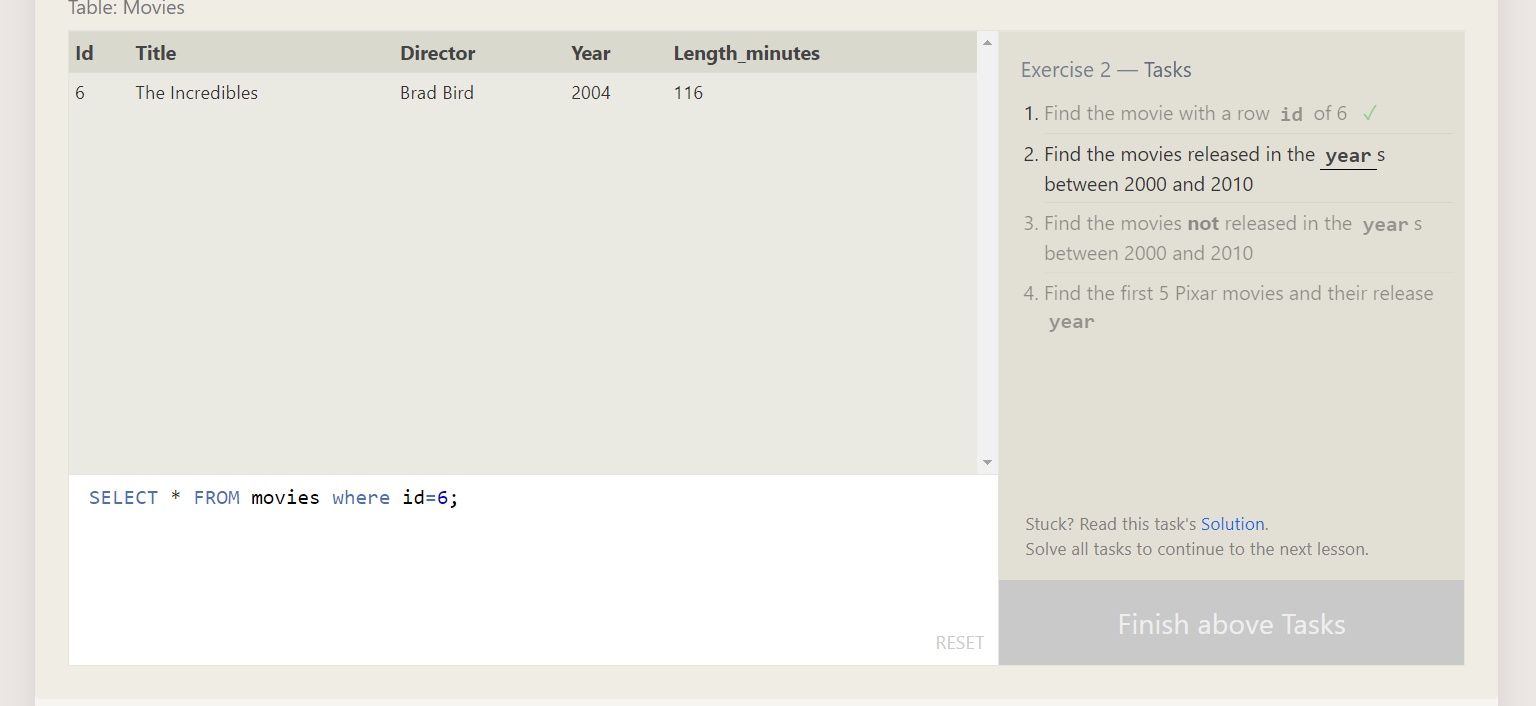 Table: Movies
Id Title Director Year Length_minutes
6 The Incredibles Brad Bird 2004 116
SELECT * FROM movies where id=6;
RESET
Exercise 2 — Tasks
1. Find the movie with a row id of 6 ✓
2. Find the movies released in the year s
between 2000 and 2010
3. Find the movies not released in the year s
between 2000 and 2010
4. Find the first 5 Pixar movies and their release
year
Stuck? Read this task's Solution.
Solve all tasks to continue to the next lesson.
Finish above Tasks